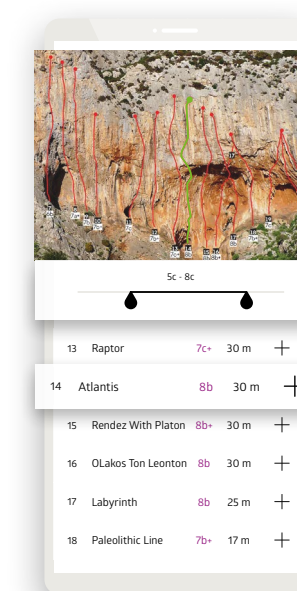 5c - 8c
13 Raptor 7c+ 30 m
14 Atlantis 8b 30 m
15 Rendez With Platon 8b+ 30 m
16 OLakos Ton Leonton 8b 30 m
17 Labyrinth 8b 25 m
18 Paleolithic Line 7b+ 17 m